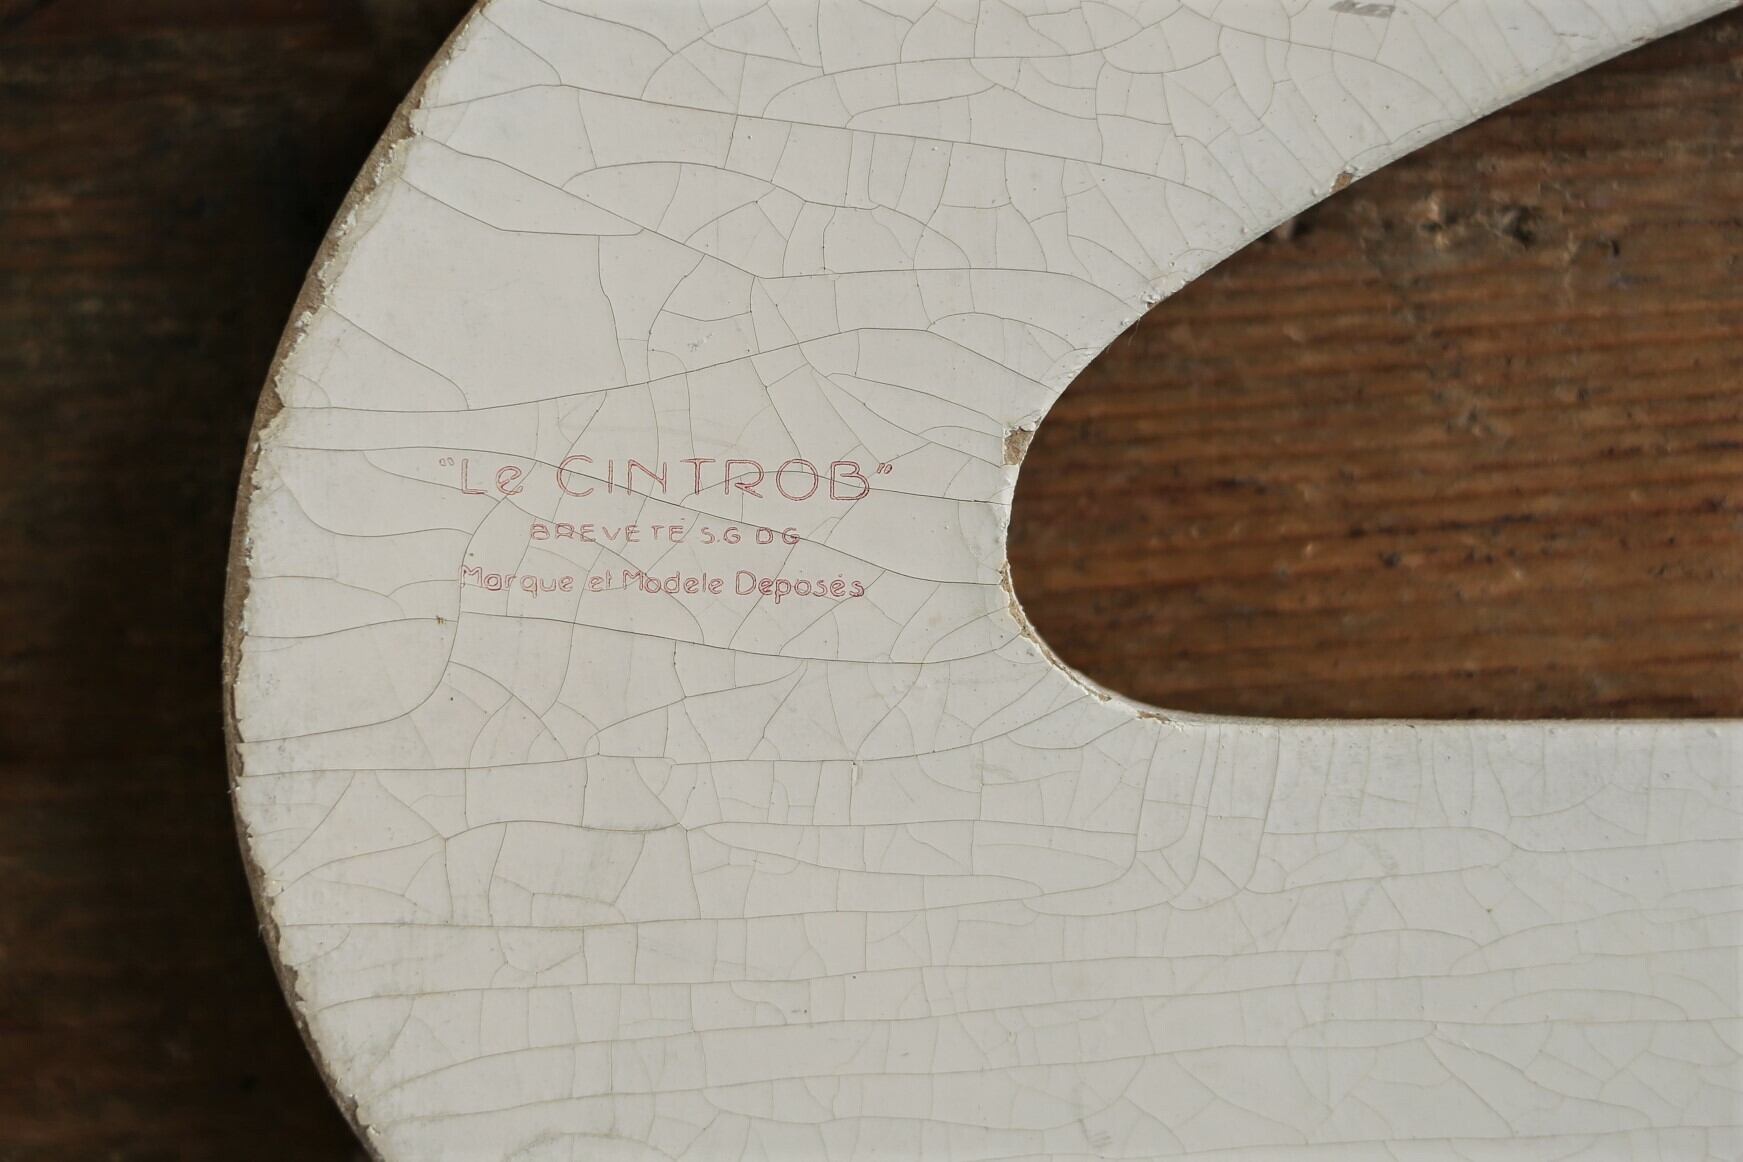 "Le CINTROB"
BREVETE S.G D G
Marque et Modele Deposés